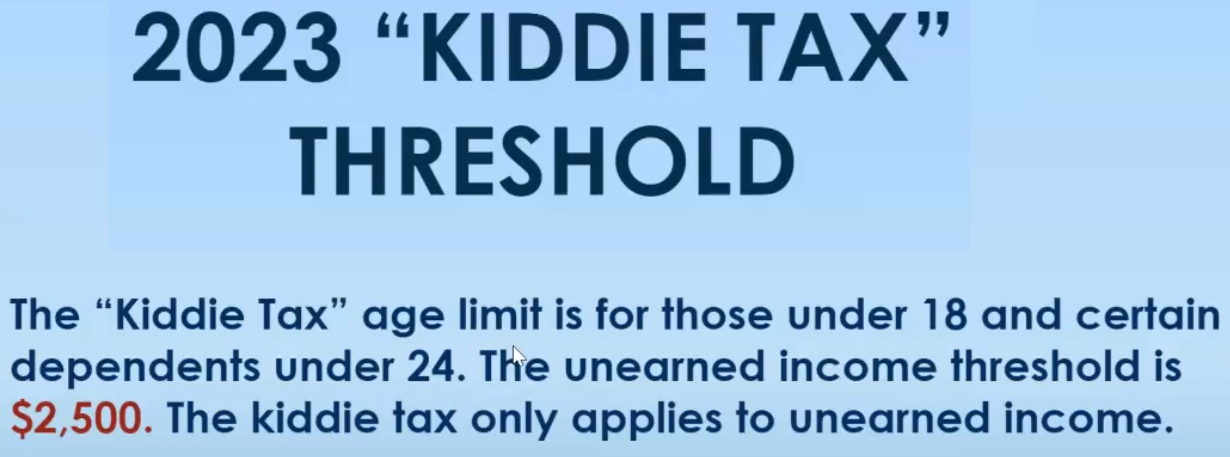 2023 “KIDDIE TAX”
THRESHOLD
The “Kiddie Tax” age limit is for those under 18 and certain
dependents under 24. The unearned income threshold is
$2,500. The kiddie tax only applies to unearned income.